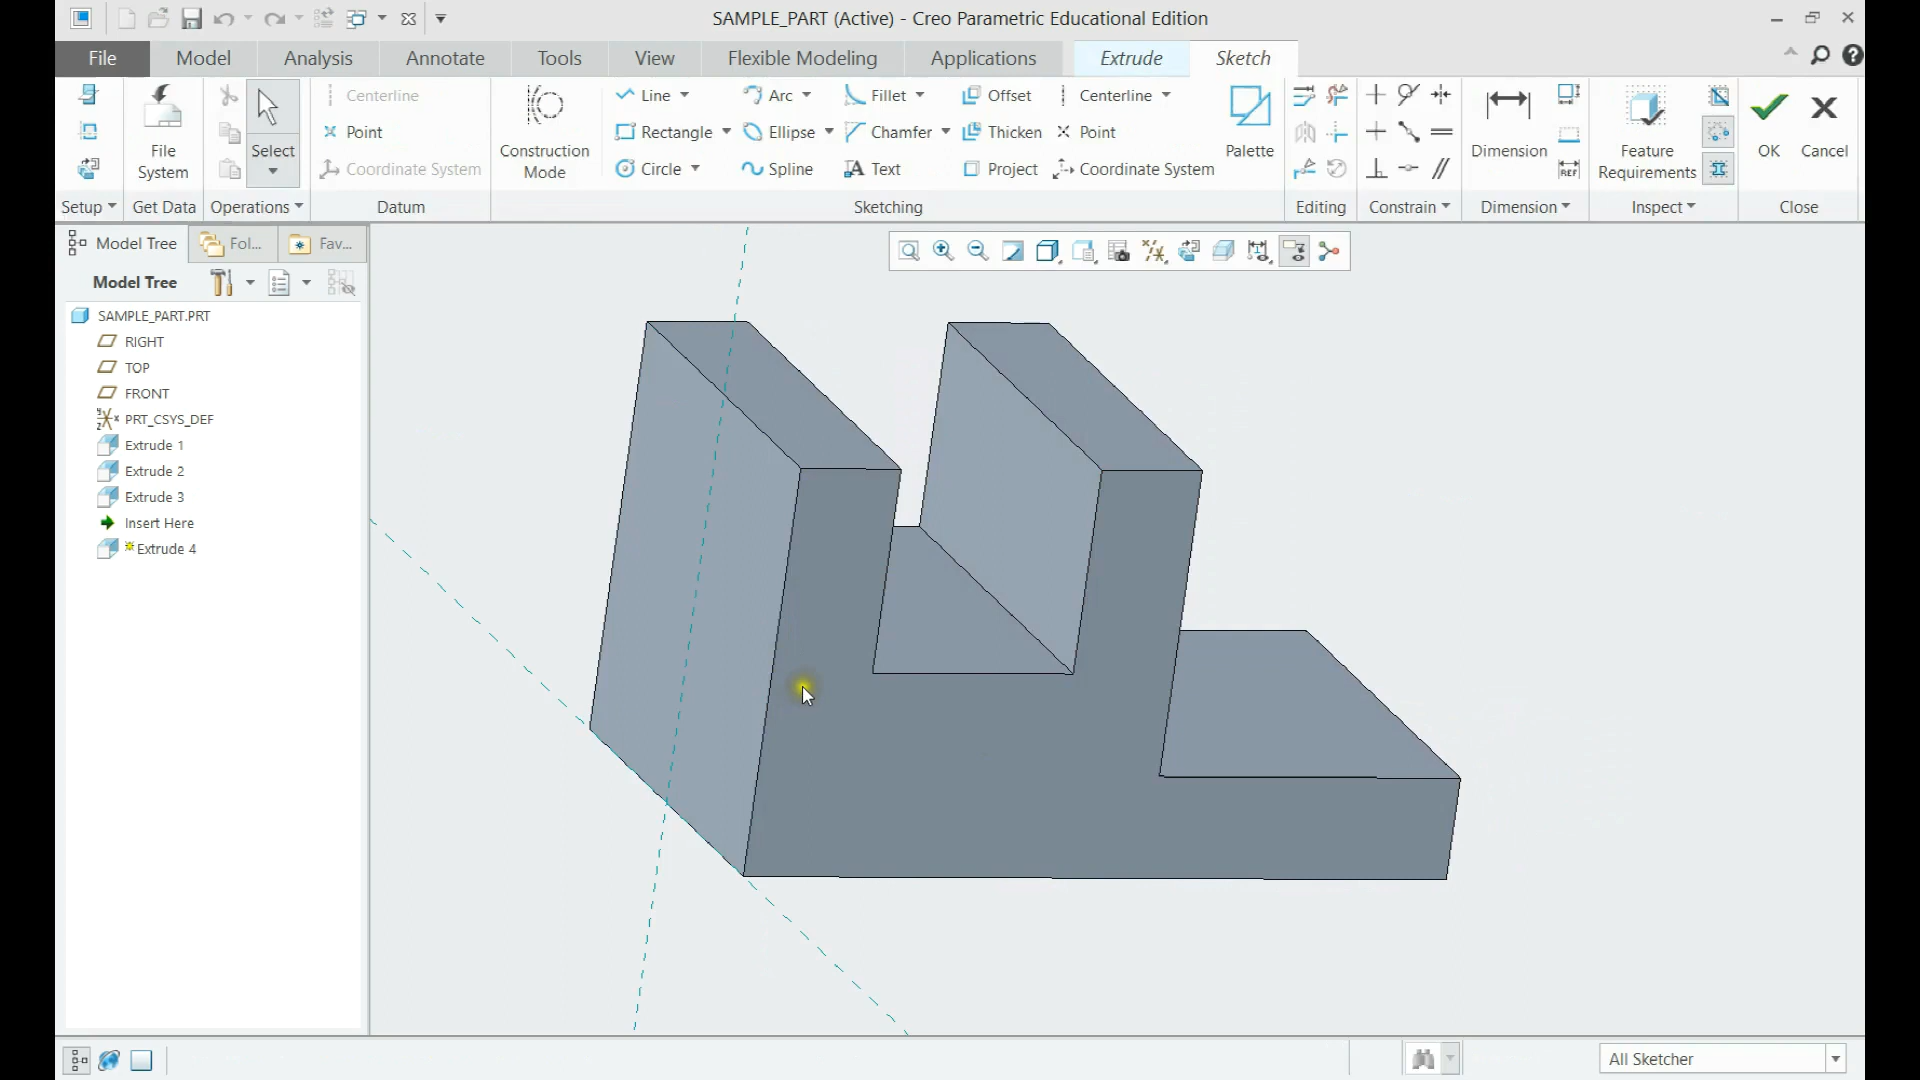 SAMPLE_PART (Active) - Creo Parametric Educational Edition
File Model Analysis Annotate Tools View Flexible Modeling Applications Extrude Sketch
Centerline Line Arc Fillet Offset Centerline
Point Rectangle Ellipse Chamfer Thicken Point
Coordinate System Circle Spline Text Project Coordinate System
File System
Select
Construction Mode
Palette
Dimension
REF
Feature Requirements
OK
Cancel
Setup Get Data Operations Datum Sketching Editing Constrain Dimension Inspect Close
Model Tree Fol... Fav...
Model Tree
SAMPLE_PART.PRT
RIGHT
TOP
FRONT
PRT_CSYS_DEF
Extrude 1
Extrude 2
Extrude 3
Insert Here
Extrude 4
All Sketcher